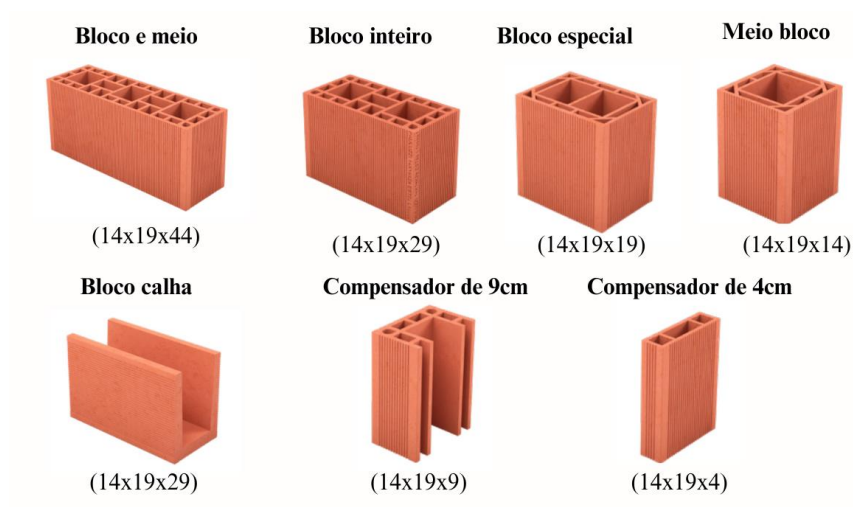 Bloco e meio
Bloco inteiro
Bloco especial
Meio bloco
(14x19x44)
(14x19x29)
(14x19x19)
(14x19x14)
Bloco calha
Compensador de 9cm
Compensador de 4cm
(14x19x29)
(14x19x9)
(14x19x4)